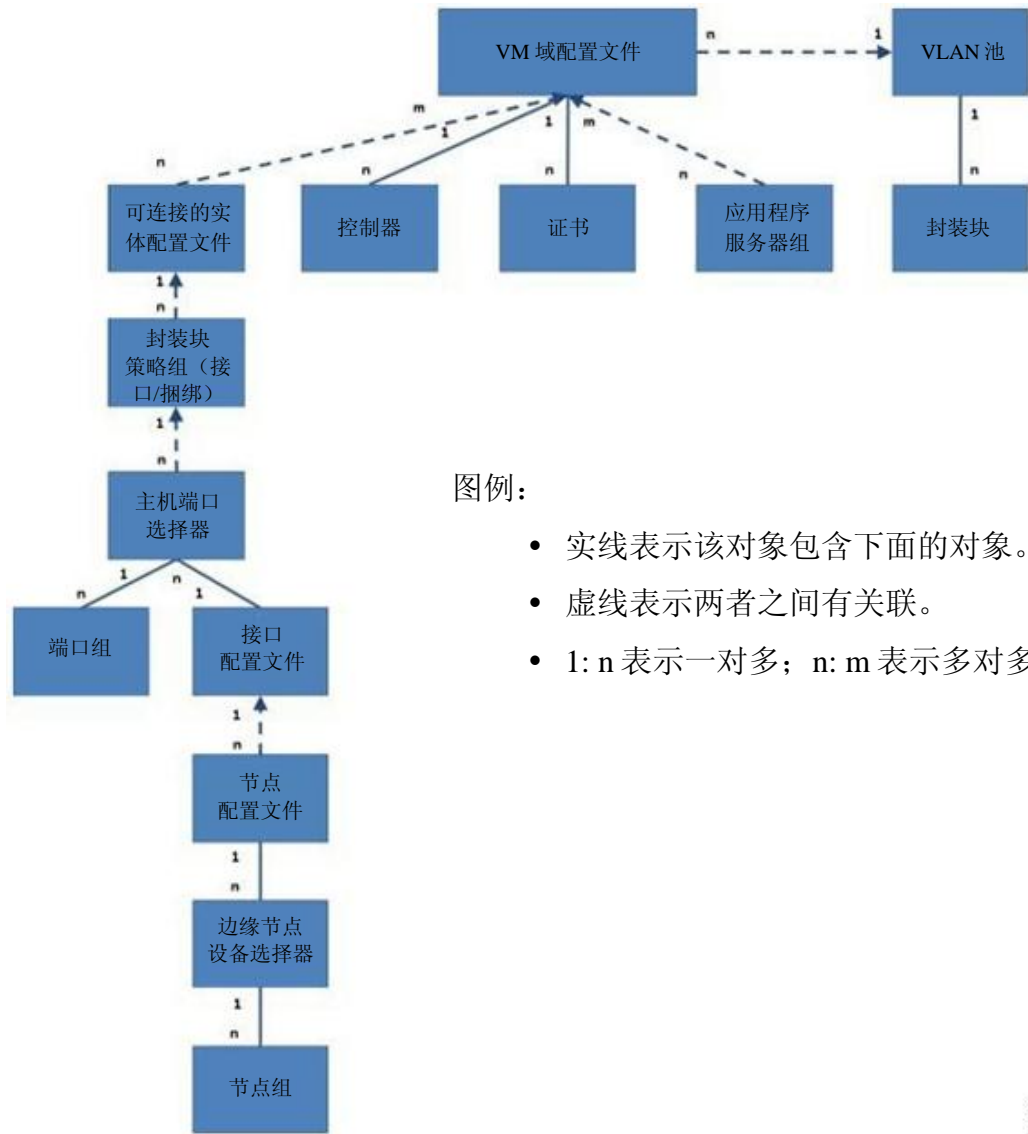 n
1
VM 域配置文件
VLAN 池
m
1
1
m
1
n
n
n
n
n
可连接的实
体配置文件
控制器
证书
应用程序
服务器组
封装块
1
n
封装块
策略组（接
口/捆绑）
1
n
主机端口
选择器
1
n
n
1
端口组
接口
配置文件
1
n
节点
配置文件
1
n
边缘节点
设备选择器
1
n
节点组
图例：
• 实线表示该对象包含下面的对象。
• 虚线表示两者之间有关联。
• 1: n 表示一对多；n: m 表示多对多